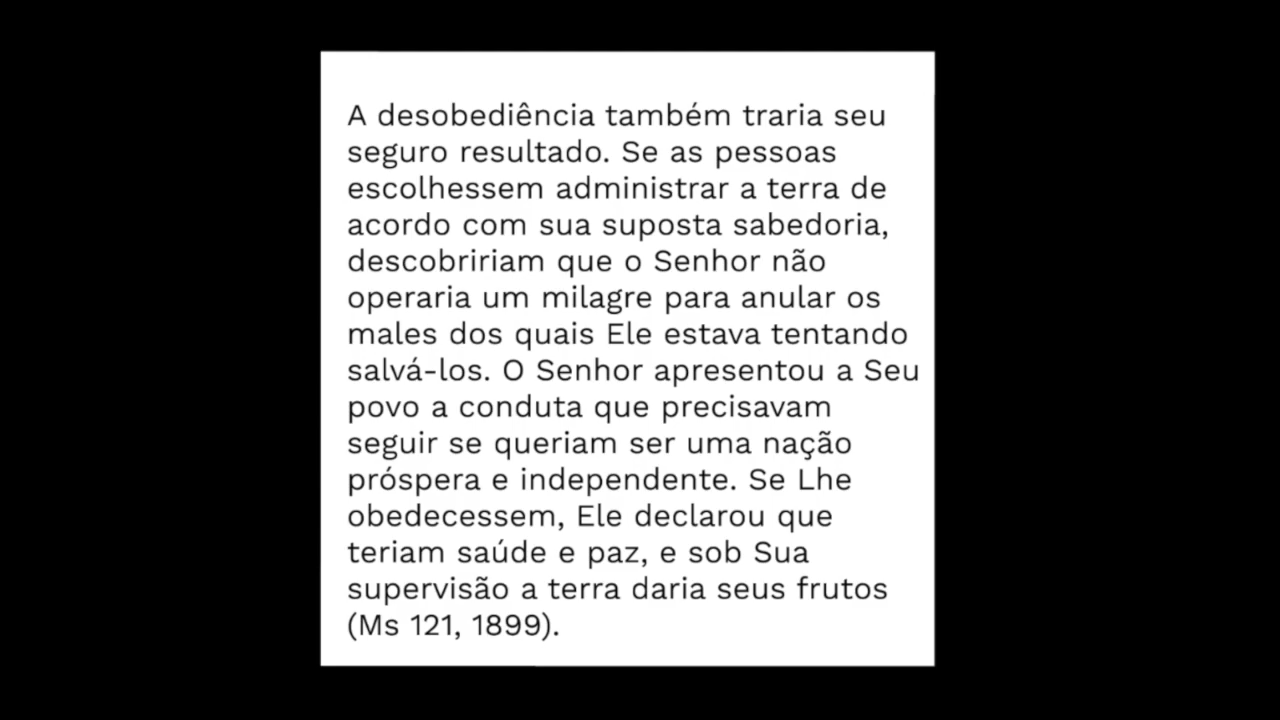 A desobediência também traria seu
seguro resultado. Se as pessoas
escolhessem administrar a terra de
acordo com sua suposta sabedoria,
descobririam que o Senhor não
operaria um milagre para anular os
males dos quais Ele estava tentando
salvá-los. O Senhor apresentou a Seu
povo a conduta que precisavam
seguir se queriam ser uma nação
próspera e independente. Se Lhe
obedecessem, Ele declarou que
teriam saúde e paz, e sob Sua
supervisão a terra daria seus frutos
(Ms 121, 1899).